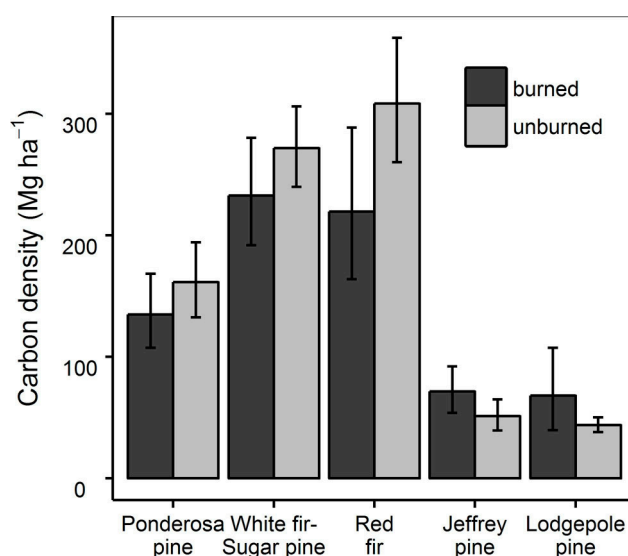 Carbon density (Mg ha⁻¹)
300
200
100
0
burned
unburned
Ponderosa pine
White fir-Sugar pine
Red fir
Jeffrey pine
Lodgepole pine